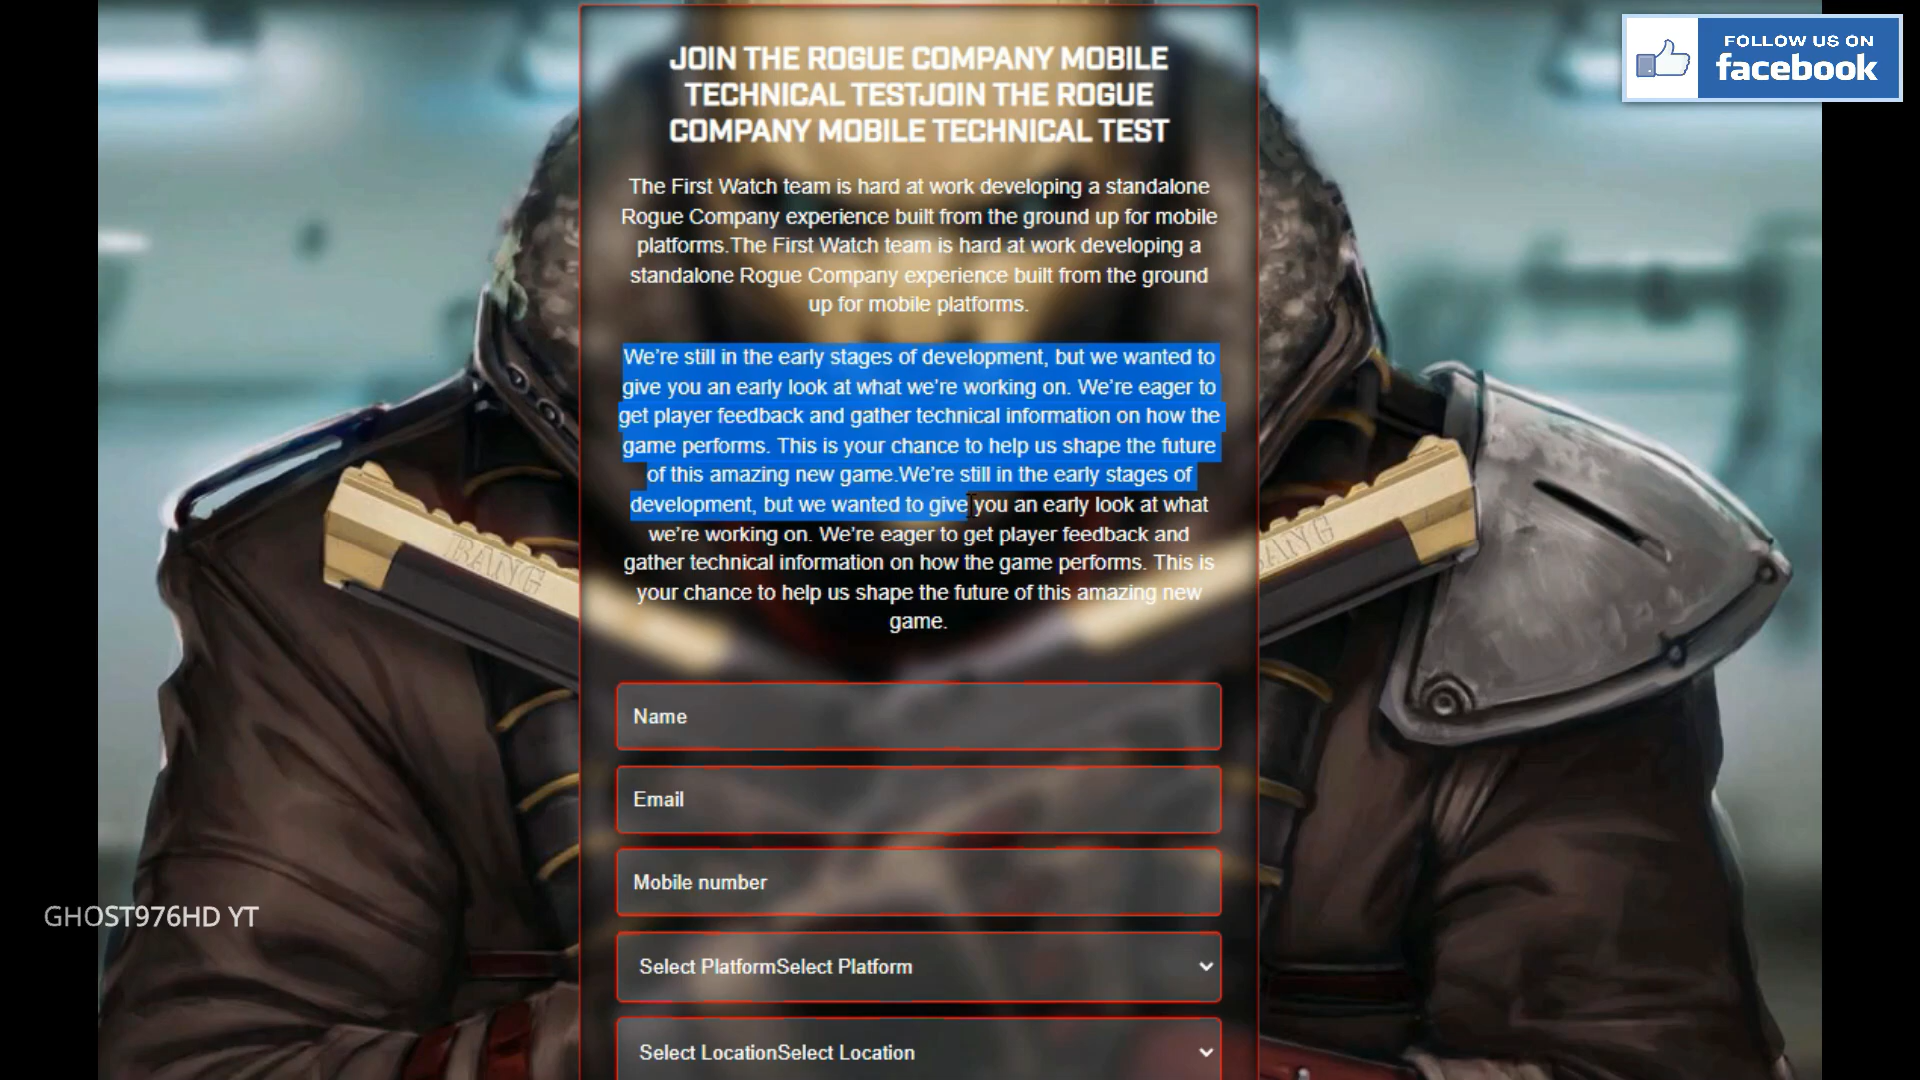 JOIN THE ROGUE COMPANY MOBILE
TECHNICAL TESTJOIN THE ROGUE
COMPANY MOBILE TECHNICAL TEST
FOLLOW US ON
facebook
The First Watch team is hard at work developing a standalone
Rogue Company experience built from the ground up for mobile
platforms.The First Watch team is hard at work developing a
standalone Rogue Company experience built from the ground
up for mobile platforms.
We’re still in the early stages of development, but we wanted to
give you an early look at what we’re working on. We’re eager to
get player feedback and gather technical information on how the
game performs. This is your chance to help us shape the future
of this amazing new game.We’re still in the early stages of
development, but we wanted to give you an early look at what
we’re working on. We’re eager to get player feedback and
gather technical information on how the game performs. This is
your chance to help us shape the future of this amazing new
game.
BANG
BANG
Name
Email
Mobile number
GHOST976HD YT
Select PlatformSelect Platform
Select LocationSelect Location